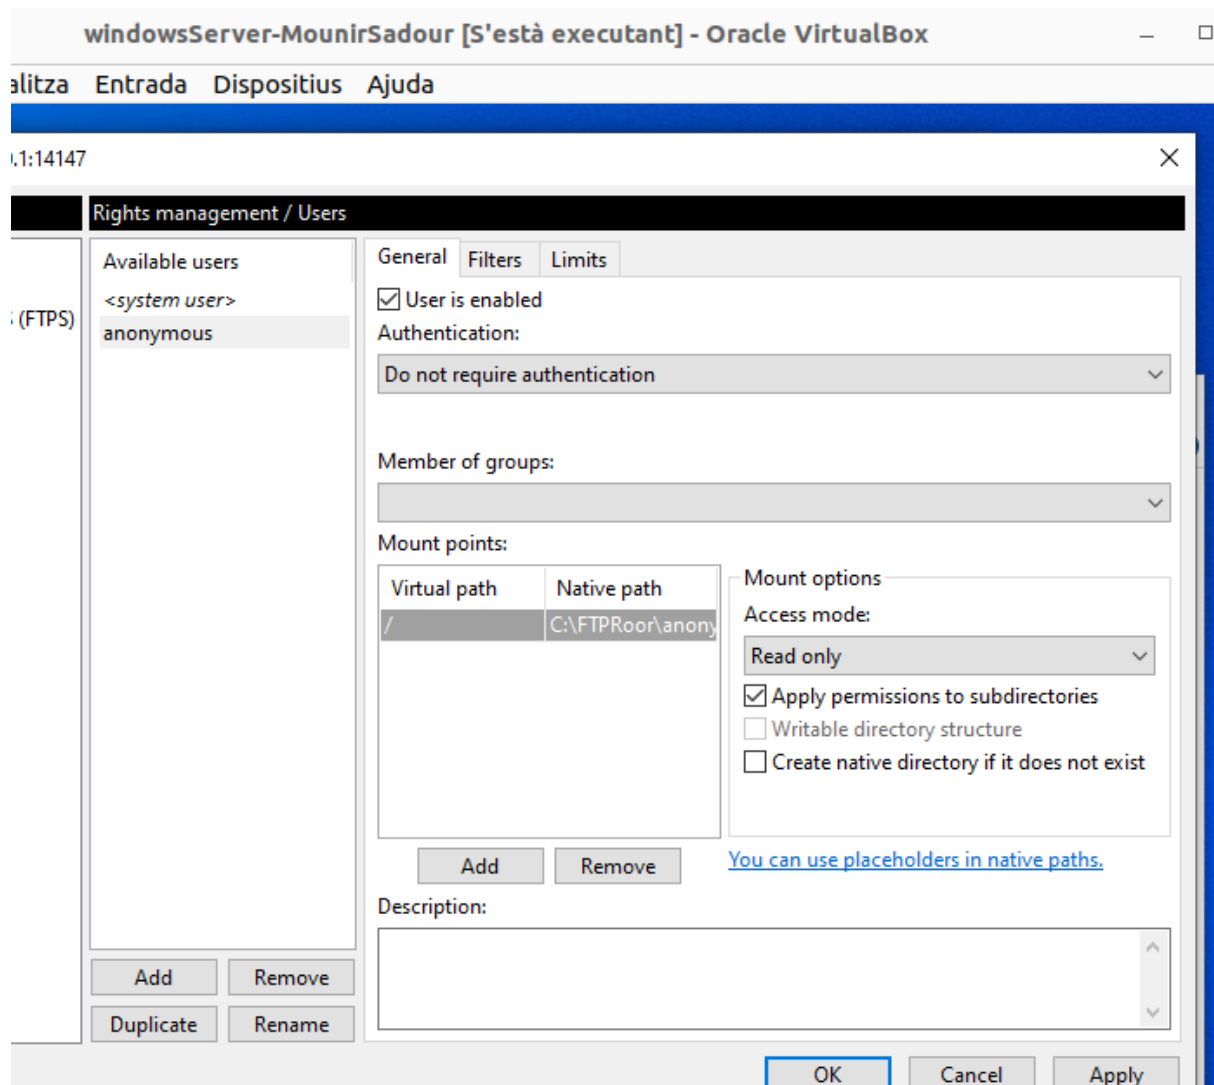 windowsServer-MounirSadour [S'està executant] - Oracle VirtualBox
alitza Entrada Dispositius Ajuda
.1:14147
Rights management / Users
(FTPS)
Available users
<system user>
anonymous
Add Remove
Duplicate Rename
General Filters Limits
User is enabled
Authentication:
Do not require authentication
Member of groups:
Mount points:
Virtual path Native path
/ C:\FTPRoor\anony
Add Remove
Mount options
Access mode:
Read only
Apply permissions to subdirectories
Writable directory structure
Create native directory if it does not exist
You can use placeholders in native paths.
Description:
OK Cancel Apply